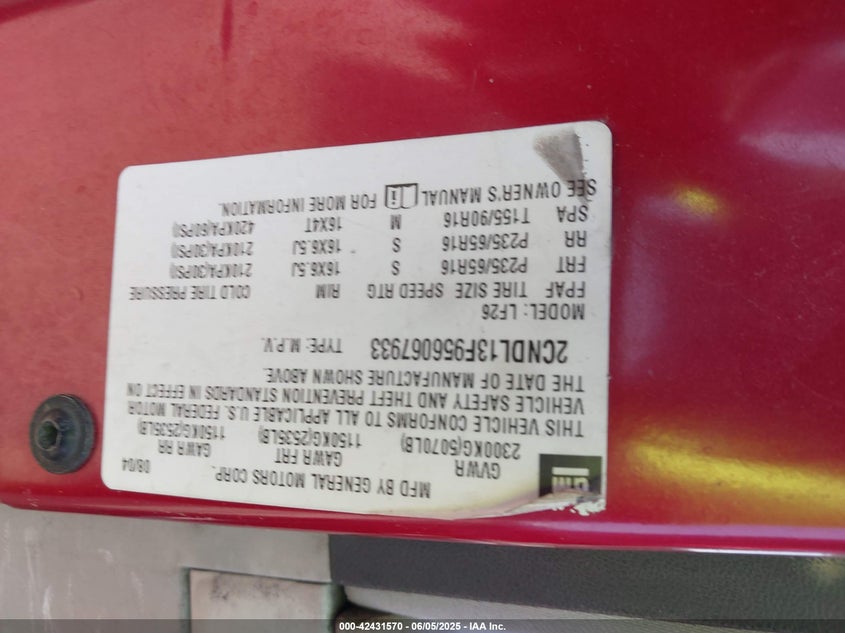 GM
MFD BY GENERAL MOTORS CORP.
08/04
GVWR GAWR FRT GAWR RR
2300KG(5070LB) 1150KG(2535LB) 1150KG(2535LB)
THIS VEHICLE CONFORMS TO ALL APPLICABLE U.S. FEDERAL MOTOR
VEHICLE SAFETY AND THEFT PREVENTION STANDARDS IN EFFECT ON
THE DATE OF MANUFACTURE SHOWN ABOVE.
2CNDL13F956067933 TYPE: M.P.V.
MODEL: LF26
FPAF TIRE SIZE SPEED RTG RIM COLD TIRE PRESSURE
FRT P235/65R16 S 16X6.5J 210KPA(30PSI)
RR P235/65R16 S 16X6.5J 210KPA(30PSI)
SPA T155/90R16 M 16X4T 420KPA(60PSI)
SEE OWNER'S MANUAL i FOR MORE INFORMATION.
000-42431570 | 06/05/2025 - IAA Inc.